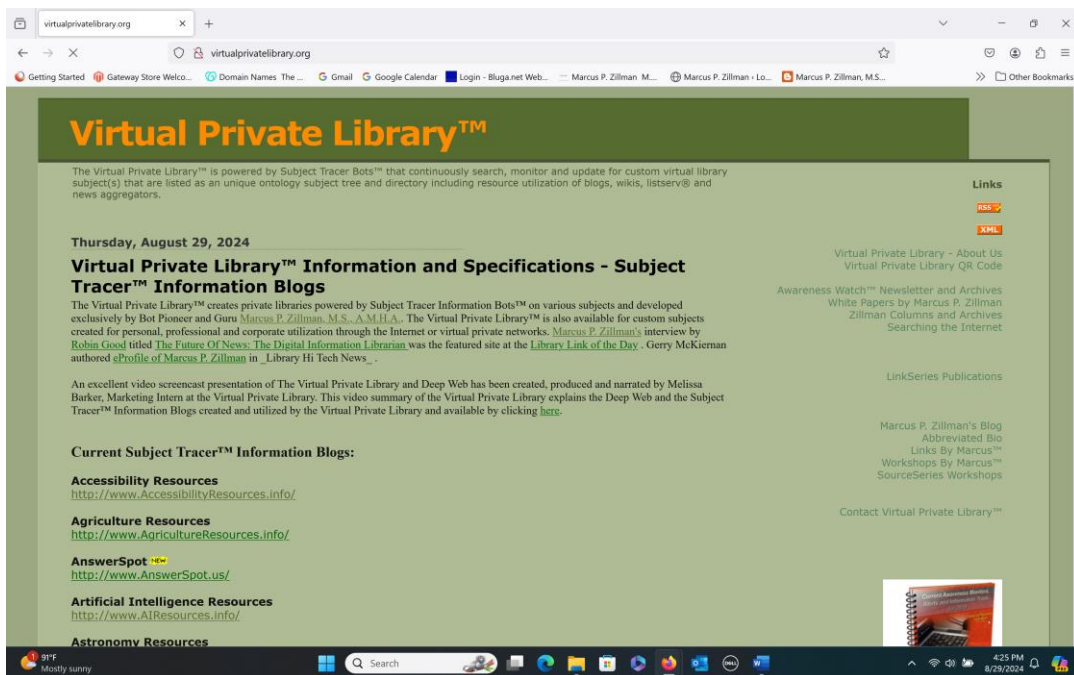 virtualprivatelibrary.org
virtualprivatelibrary.org
Getting Started Gateway Store Welco... Domain Names The ... Gmail Google Calendar Login - Bluga.net Web... Marcus P. Zillman M... Marcus P. Zillman ‹ Lo... Marcus P. Zillman, M.S... Other Bookmarks
Virtual Private Library™
The Virtual Private Library™ is powered by Subject Tracer Bots™ that continuously search, monitor and update for custom virtual library
subject(s) that are listed as an unique ontology subject tree and directory including resource utilization of blogs, wikis, listserv® and
news aggregators.
Thursday, August 29, 2024
Virtual Private Library™ Information and Specifications - Subject
Tracer™ Information Blogs
The Virtual Private Library™ creates private libraries powered by Subject Tracer Information Bots™ on various subjects and developed
exclusively by Bot Pioneer and Guru Marcus P. Zillman, M.S., A.M.H.A.. The Virtual Private Library™ is also available for custom subjects
created for personal, professional and corporate utilization through the Internet or virtual private networks. Marcus P. Zillman's interview by
Robin Good titled The Future Of News: The Digital Information Librarian was the featured site at the Library Link of the Day . Gerry McKiernan
authored eProfile of Marcus P. Zillman in _Library Hi Tech News_ .
An excellent video screencast presentation of The Virtual Private Library and Deep Web has been created, produced and narrated by Melissa
Barker, Marketing Intern at the Virtual Private Library. This video summary of the Virtual Private Library explains the Deep Web and the Subject
Tracer™ Information Blogs created and utilized by the Virtual Private Library and available by clicking here.
Current Subject Tracer™ Information Blogs:
Accessibility Resources
http://www.AccessibilityResources.info/
Agriculture Resources
http://www.AgricultureResources.info/
AnswerSpot NEW
http://www.AnswerSpot.us/
Artificial Intelligence Resources
http://www.AIResources.info/
Astronomy Resources
Links
RSS
XML
Virtual Private Library - About Us
Virtual Private Library QR Code
Awareness Watch™ Newsletter and Archives
White Papers by Marcus P. Zillman
Zillman Columns and Archives
Searching the Internet
LinkSeries Publications
Marcus P. Zillman's Blog
Abbreviated Bio
Links By Marcus™
Workshops By Marcus™
SourceSeries Workshops
Contact Virtual Private Library™
1
91°F
Mostly sunny
Search
DELL
4:25 PM
8/29/2024